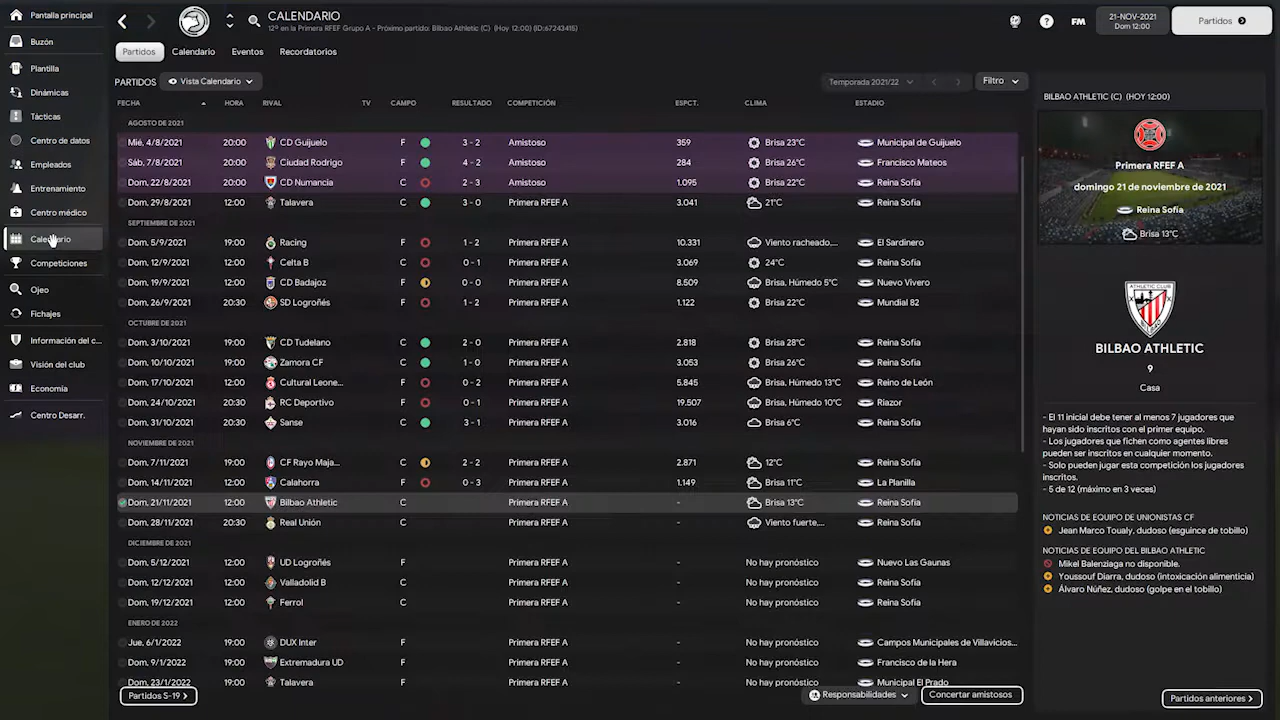 Pantalla principal
Buzón
Plantilla
Dinámicas
Tácticas
Centro de datos
Empleados
Entrenamiento
Centro médico
Calendario
Competiciones
Ojeo
Fichajes
Información del c...
Visión del club
Economía
Centro Desarr.
CALENDARIO
12º en la Primera RFEF Grupo A - Próximo partido: Bilbao Athletic (C) (Hoy 12:00) (ID:67243415)
FM
21-NOV-2021
Dom 12:00
Partidos
Partidos Calendario Eventos Recordatorios
PARTIDOS Vista Calendario Temporada 2021/22 Filtro
FECHA HORA RIVAL TV CAMPO RESULTADO COMPETICIÓN ESPCT. CLIMA ESTADIO
AGOSTO DE 2021
Mié, 4/8/2021 20:00 CD Guijuelo F 3 - 2 Amistoso 359 Brisa 23°C Municipal de Guijuelo
Sáb, 7/8/2021 20:00 Ciudad Rodrigo F 4 - 2 Amistoso 284 Brisa 26°C Francisco Mateos
Dom. 22/8/2021 20:00 CD Numancia C 2 - 3 Amistoso 1.095 Brisa 22°C Reina Sofía
Dom. 29/8/2021 12:00 Talavera C 3 - 0 Primera RFEF A 3.041 21°C Reina Sofía
SEPTIEMBRE DE 2021
Dom. 5/9/2021 19:00 Racing F 1 - 2 Primera RFEF A 10.331 Viento racheado,... El Sardinero
Dom. 12/9/2021 12:00 Celta B C 0 - 1 Primera RFEF A 3.069 24°C Reina Sofía
Dom. 19/9/2021 12:00 CD Badajoz F 0 - 0 Primera RFEF A 8.509 Brisa, Húmedo 5°C Nuevo Vivero
Dom. 26/9/2021 20:30 SD Logroñés F 1 - 2 Primera RFEF A 1.122 Brisa 22°C Mundial 82
OCTUBRE DE 2021
Dom. 3/10/2021 19:00 CD Tudelano C 2 - 0 Primera RFEF A 2.818 Brisa 28°C Reina Sofía
Dom. 10/10/2021 19:00 Zamora CF C 1 - 0 Primera RFEF A 3.053 Brisa 26°C Reina Sofía
Dom. 17/10/2021 12:00 Cultural Leone... F 0 - 2 Primera RFEF A 5.845 Brisa, Húmedo 13°C Reino de León
Dom. 24/10/2021 20:30 RC Deportivo F 0 - 1 Primera RFEF A 19.507 Brisa, Húmedo 10°C Riazor
Dom. 31/10/2021 20:30 Sanse C 3 - 1 Primera RFEF A 3.016 Brisa 6°C Reina Sofía
NOVIEMBRE DE 2021
Dom. 7/11/2021 19:00 CF Rayo Maja... C 2 - 2 Primera RFEF A 2.871 12°C Reina Sofía
Dom. 14/11/2021 12:00 Calahorra F 0 - 3 Primera RFEF A 1.149 Brisa 11°C La Planilla
Dom. 21/11/2021 12:00 Bilbao Athletic C Primera RFEF A - Brisa 13°C Reina Sofía
Dom. 28/11/2021 20:30 Real Unión C Primera RFEF A - Viento fuerte,... Reina Sofía
DICIEMBRE DE 2021
Dom. 5/12/2021 12:00 UD Logroñés F Primera RFEF A - No hay pronóstico Nuevo Las Gaunas
Dom. 12/12/2021 12:00 Valladolid B C Primera RFEF A - No hay pronóstico Reina Sofía
Dom. 19/12/2021 12:00 Ferrol C Primera RFEF A - No hay pronóstico Reina Sofía
ENERO DE 2022
Jue, 6/1/2022 19:00 DUX Inter F Primera RFEF A - No hay pronóstico Campos Municipales de Villavicios...
Dom. 9/1/2022 19:00 Extremadura UD F Primera RFEF A - No hay pronóstico Francisco de la Hera
Dom. 23/1/2022 19:00 Talavera F Primera RFEF A - No hay pronóstico Municipal El Prado
Partidos S-19 Responsabilidades Concertar amistosos
BILBAO ATHLETIC (C) (HOY 12:00)
Primera RFEF A
domingo 21 de noviembre de 2021
Reina Sofía
Brisa 13°C
ATHLETIC CLUB
BILBAO ATHLETIC
9
Casa
- El 11 inicial debe tener al menos 7 jugadores que
hayan sido inscritos con el primer equipo.
- Los jugadores que fichen como agentes libres
pueden ser inscritos en cualquier momento.
- Solo pueden jugar esta competición los jugadores
inscritos.
- 5 de 12 (máximo en 3 veces)
NOTICIAS DE EQUIPO DE UNIONISTAS CF
Jean Marco Toualy, dudoso (esguince de tobillo)
NOTICIAS DE EQUIPO DEL BILBAO ATHLETIC
Mikel Balenziaga no disponible.
Youssouf Diarra, dudoso (intoxicación alimenticia)
Álvaro Núñez, dudoso (golpe en el tobillo)
Partidos anteriores